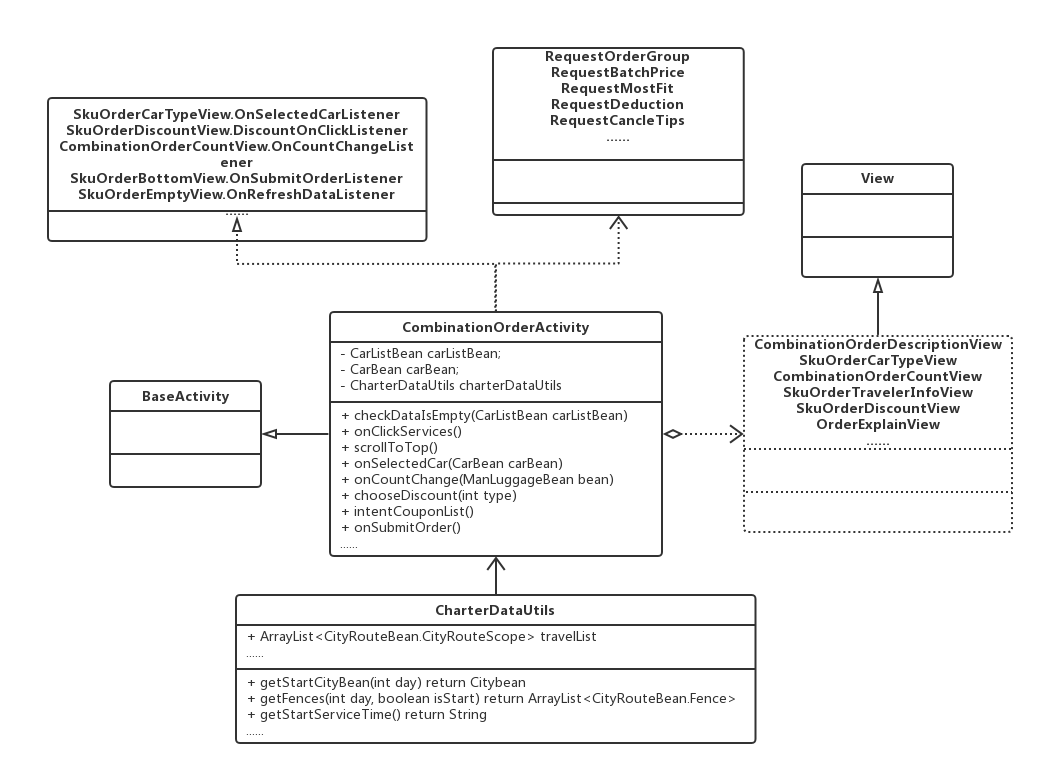 RequestOrderGroup
RequestBatchPrice
RequestMostFit
RequestDeduction
RequestCancleTips
......
SkuOrderCarTypeView.OnSelectedCarListener
SkuOrderDiscountView.DiscountOnClickListener
CombinationOrderCountView.OnCountChangeList
ener
SkuOrderBottomView.OnSubmitOrderListener
SkuOrderEmptyView.OnRefreshDataListener
......
View
CombinationOrderActivity
- CarListBean carListBean;
- CarBean carBean;
- CharterDataUtils charterDataUtils
+ checkDataIsEmpty(CarListBean carListBean)
+ onClickServices()
+ scrollToTop()
+ onSelectedCar(CarBean carBean)
+ onCountChange(ManLuggageBean bean)
+ chooseDiscount(int type)
+ intentCouponList()
+ onSubmitOrder()
......
CombinationOrderDescriptionView
SkuOrderCarTypeView
CombinationOrderCountView
SkuOrderTravelerInfoView
SkuOrderDiscountView
OrderExplainView
......
BaseActivity
CharterDataUtils
+ ArrayList<CityRouteBean.CityRouteScope> travelList
......
+ getStartCityBean(int day) return Citybean
+ getFences(int day, boolean isStart) return ArrayList<CityRouteBean.Fence>
+ getStartServiceTime() return String
......